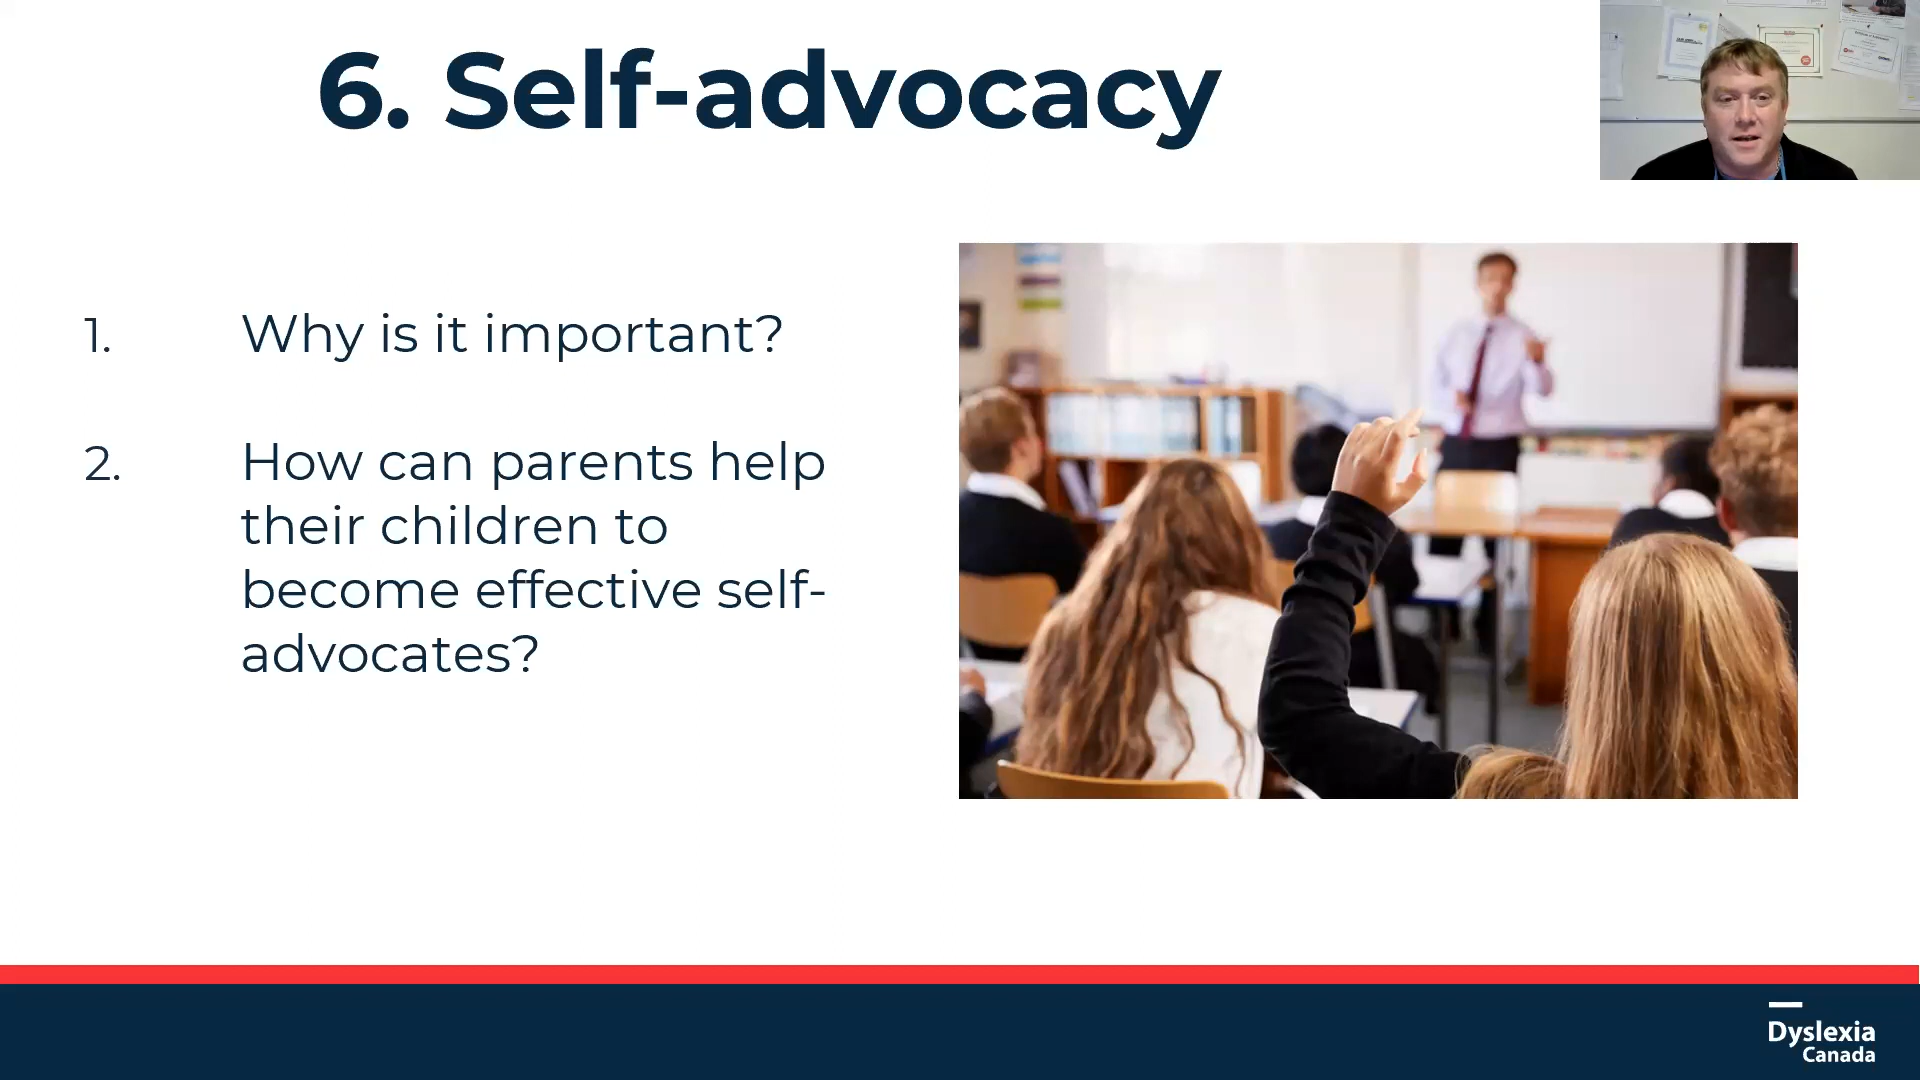 6. Self-advocacy
1. Why is it important?
2. How can parents help
their children to
become effective self-
advocates?
Dyslexia
Canada